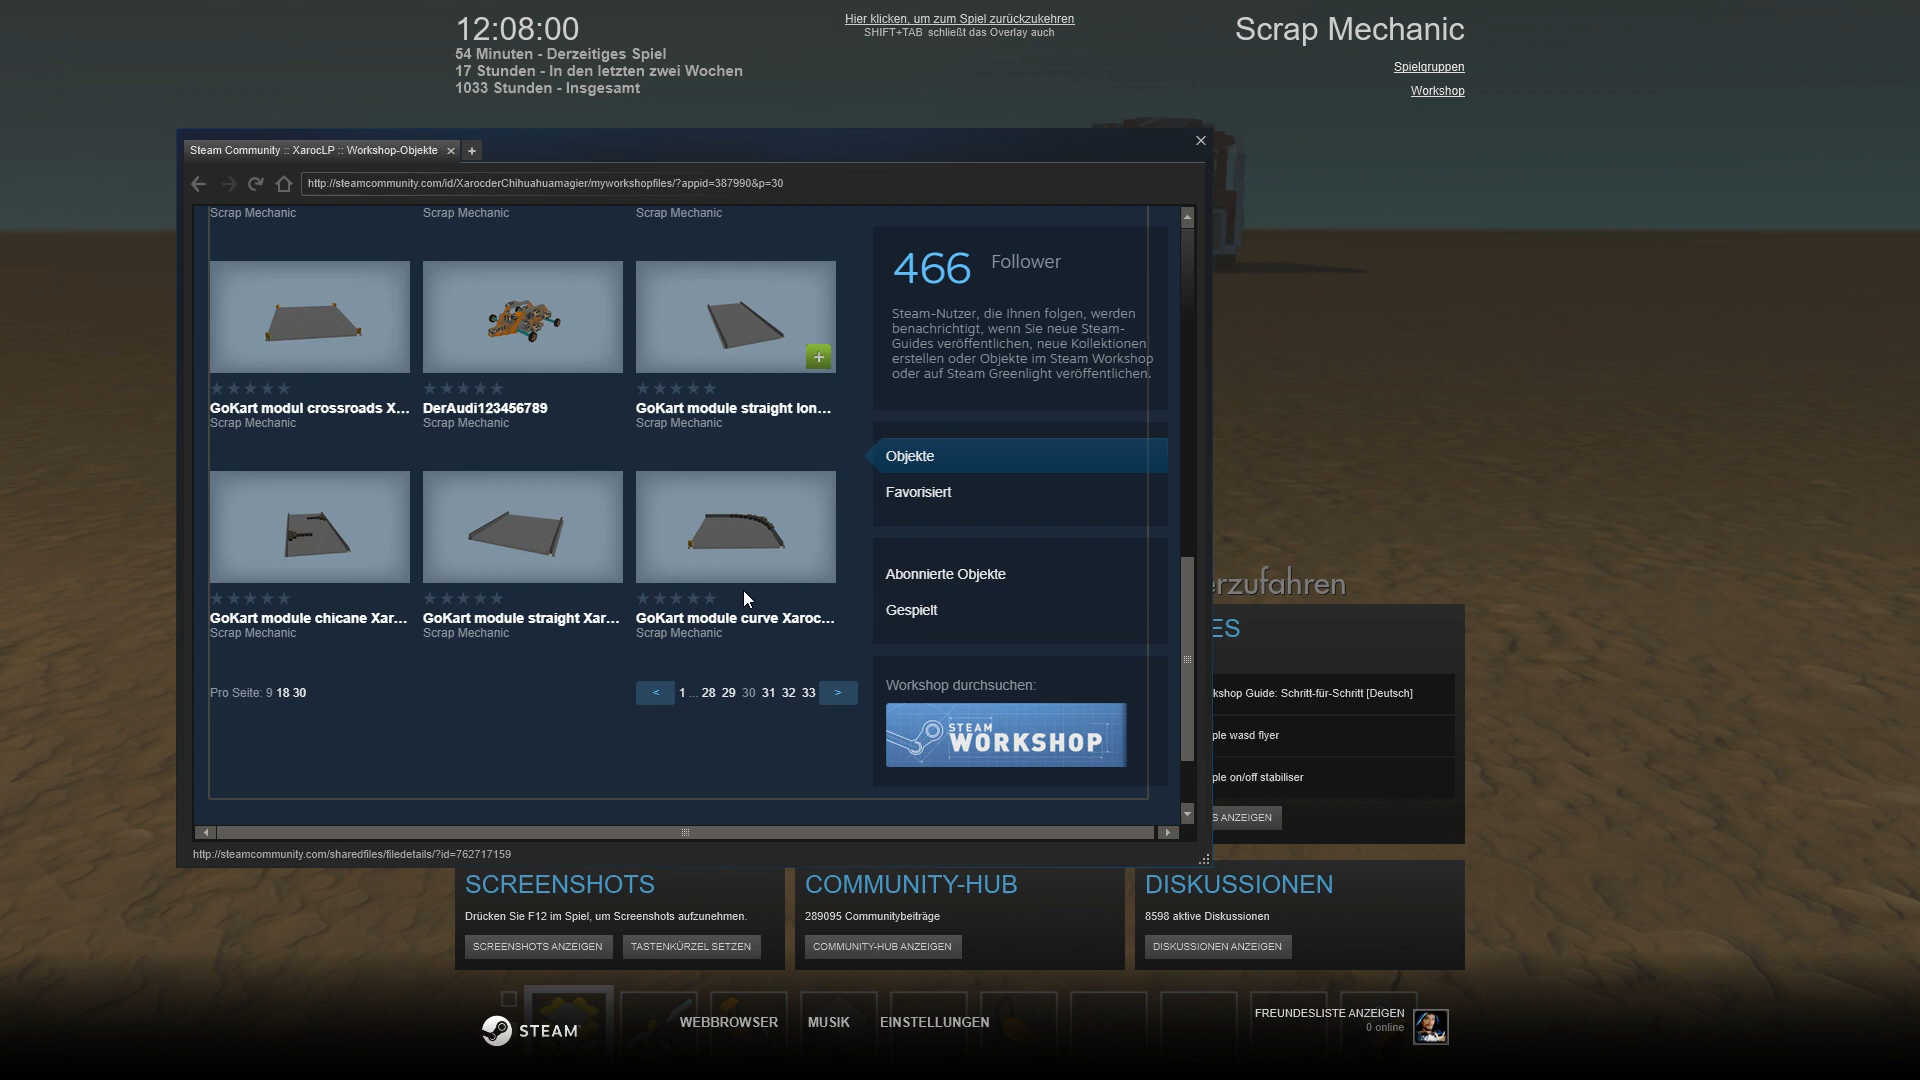 12:08:00
54 Minuten - Derzeitiges Spiel
17 Stunden - In den letzten zwei Wochen
1033 Stunden - Insgesamt
Hier klicken, um zum Spiel zurückzukehren
SHIFT+TAB schließt das Overlay auch
Scrap Mechanic
Spielgruppen
Workshop
Steam Community :: XarocLP :: Workshop-Objekte
http://steamcommunity.com/id/XarocderChihuahuamagier/myworkshopfiles/?appid=387990&p=30
Scrap Mechanic
Scrap Mechanic
Scrap Mechanic
GoKart modul crossroads X...
Scrap Mechanic
DerAudi123456789
Scrap Mechanic
GoKart module straight lon...
Scrap Mechanic
GoKart module chicane Xar...
Scrap Mechanic
GoKart module straight Xar...
Scrap Mechanic
GoKart module curve Xaroc...
Scrap Mechanic
Pro Seite: 9 18 30
< 1 ... 28 29 30 31 32 33 >
466 Follower
Steam-Nutzer, die Ihnen folgen, werden
benachrichtigt, wenn Sie neue Steam-
Guides veröffentlichen, neue Kollektionen
erstellen oder Objekte im Steam Workshop
oder auf Steam Greenlight veröffentlichen.
Objekte
Favorisiert
Abonnierte Objekte
Gespielt
Workshop durchsuchen:
STEAM
WORKSHOP
http://steamcommunity.com/sharedfiles/filedetails/?id=762717159
erzufahren
ES
kshop Guide: Schritt-für-Schritt [Deutsch]
ple wasd flyer
ple on/off stabiliser
S ANZEIGEN
SCREENSHOTS
Drücken Sie F12 im Spiel, um Screenshots aufzunehmen.
SCREENSHOTS ANZEIGEN
TASTENKÜRZEL SETZEN
COMMUNITY-HUB
289095 Communitybeiträge
COMMUNITY-HUB ANZEIGEN
DISKUSSIONEN
8598 aktive Diskussionen
DISKUSSIONEN ANZEIGEN
STEAM
WEBBROWSER
MUSIK
EINSTELLUNGEN
FREUNDESLISTE ANZEIGEN
0 online